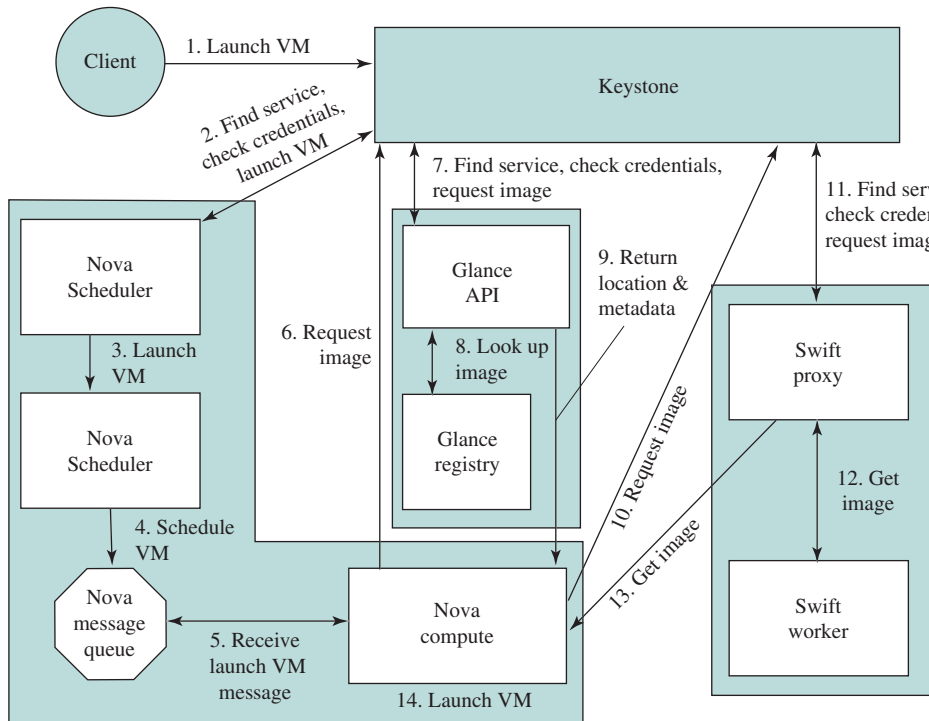 Client
1. Launch VM
Keystone
2. Find service,
check credentials,
launch VM
7. Find service, check credentials,
request image
11. Find serv
check creden
request imag
Nova
Scheduler
Glance
API
9. Return
location &
metadata
6. Request
image
3. Launch
VM
8. Look up
image
Swift
proxy
Nova
Scheduler
Glance
registry
10. Request image
12. Get
image
4. Schedule
VM
13. Get image
Nova
message
queue
5. Receive
launch VM
message
Nova
compute
Swift
worker
14. Launch VM